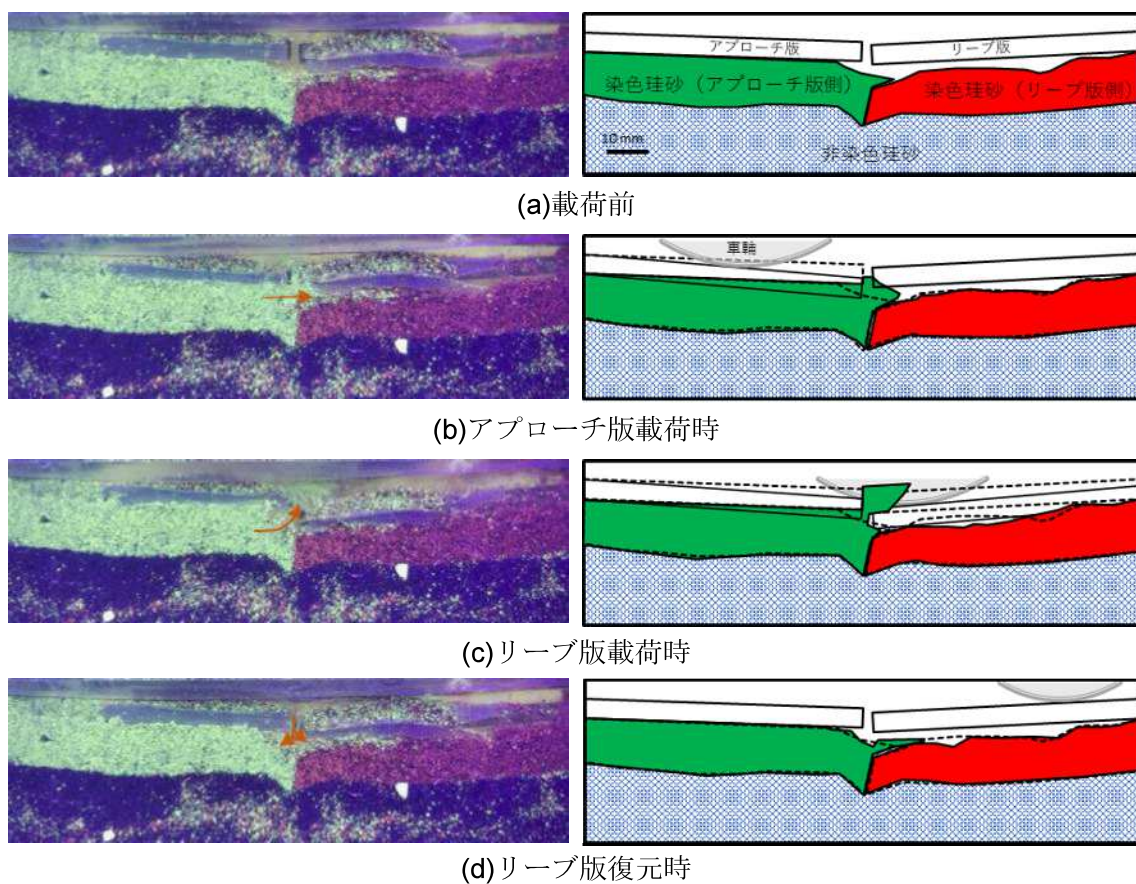 アプローチ版
リーブ版
染色珪砂（アプローチ版側）
染色珪砂（リーブ版側）
10 mm
非染色珪砂
(a)載荷前
車輪
(b)アプローチ版載荷時
(c)リーブ版載荷時
(d)リーブ版復元時